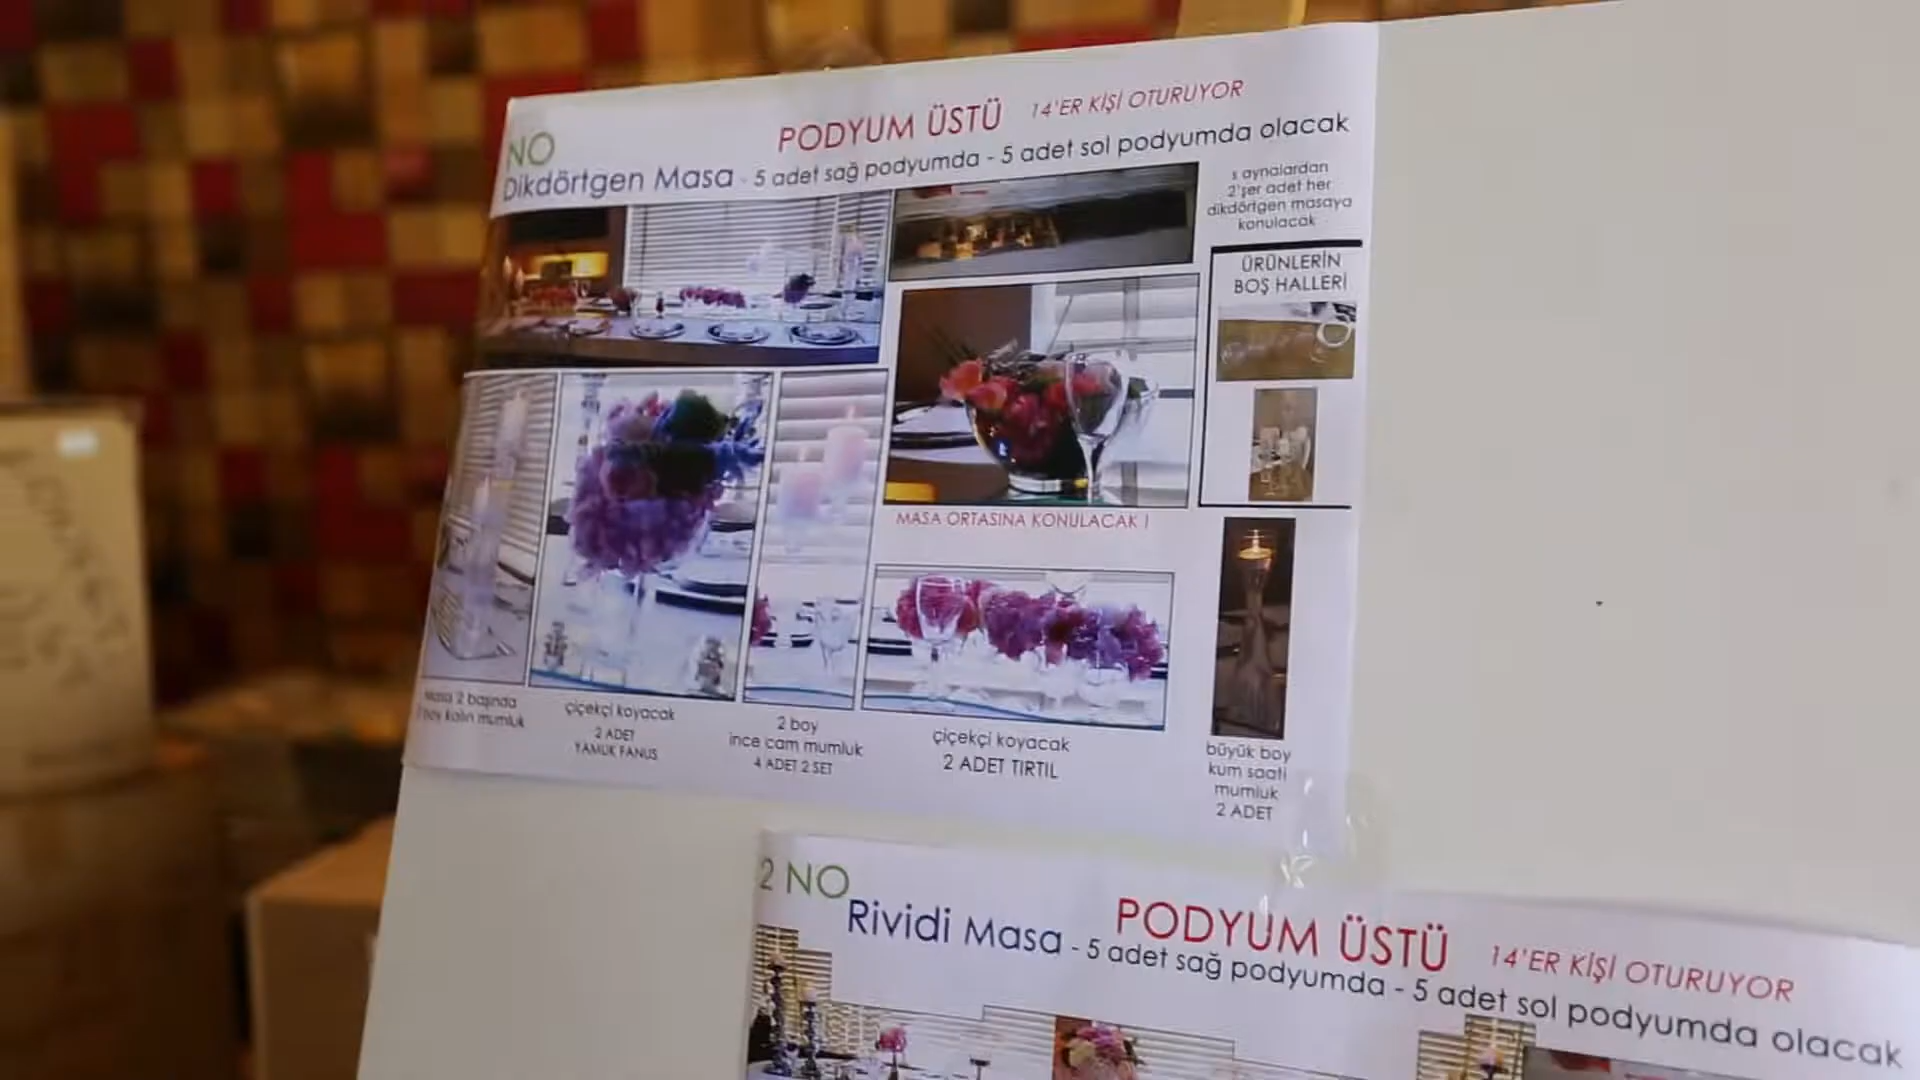 NO
PODYUM ÜSTÜ 14'ER KİŞİ OTURUYOR
Dikdörtgen Masa - 5 adet sağ podyumda - 5 adet sol podyumda olacak
aynalardan
2'şer adet her
dikdörtgen masaya
konulacak
ÜRÜNLERİN
BOŞ HALLERİ
MASA ORTASINA KONULACAK !
masa 2 başında
boy kalın mumluk
çiçekçi koyacak
2 ADET
YAMUK FANUS
2 boy
ince cam mumluk
4 ADET 2 SET
çiçekçi koyacak
2 ADET TIRTIL
büyük boy
kum saati
mumluk
2 ADET
2 NO
PODYUM ÜSTÜ 14'ER KİŞİ OTURUYOR
Rividi Masa - 5 adet sağ podyumda - 5 adet sol podyumda olacak